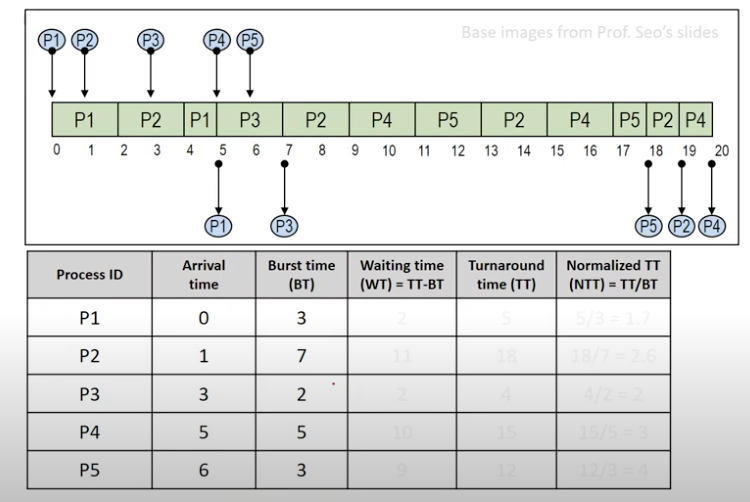 Base images from Prof. Seo's slides
P1 P2 P3 P4 P5
P1 P2 P1 P3 P2 P4 P5 P2 P4 P5 P2 P4
0 1 2 3 4 5 6 7 8 9 10 11 12 13 14 15 16 17 18 19 20
P1 P3 P5 P2 P4
Process ID Arrival time Burst time (BT) Waiting time (WT) = TT-BT Turnaround time (TT) Normalized TT (NTT) = TT/BT
P1 0 3 2 5 5/3 = 1.7
P2 1 7 11 18 18/7 = 2.6
P3 3 2 2 4 4/2 = 2
P4 5 5 10 15 15/5 = 3
P5 6 3 9 12 12/3 = 4